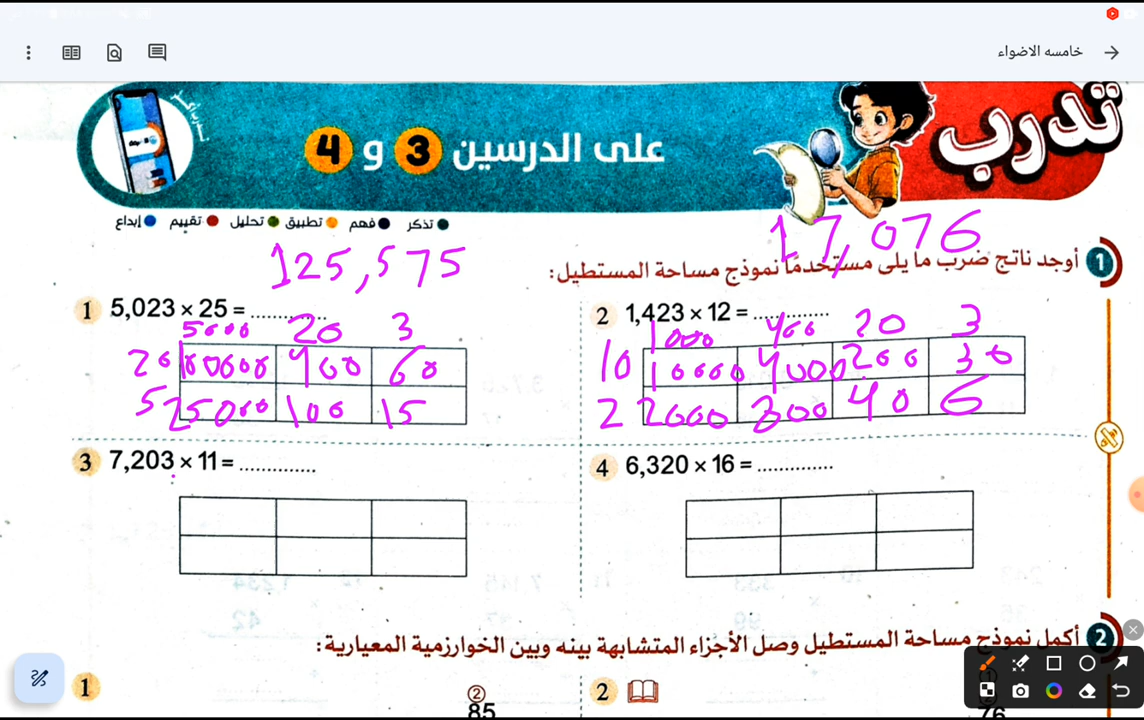 خامسه الاضواء
تدرب
على الدرسين 3 و 4
تذكر فهم تطبيق تحليل تقييم إبداع
125,575
17,076
1 أوجد ناتج ضرب ما يلى مستخدمًا نموذج مساحة المستطيل:
1 5,023 × 25 = ..............
5000 20 3
20 100000 400 60
5 25000 100 15
2 1,423 × 12 = ..............
1000 400 20 3
10 10000 4000 200 30
2 2000 800 40 6
3 7,203 × 11 = ..............
4 6,320 × 16 = ..............
2 أكمل نموذج مساحة المستطيل وصل الأجزاء المتشابهة بينه وبين الخوارزمية المعيارية:
1
②
85
2
①
76